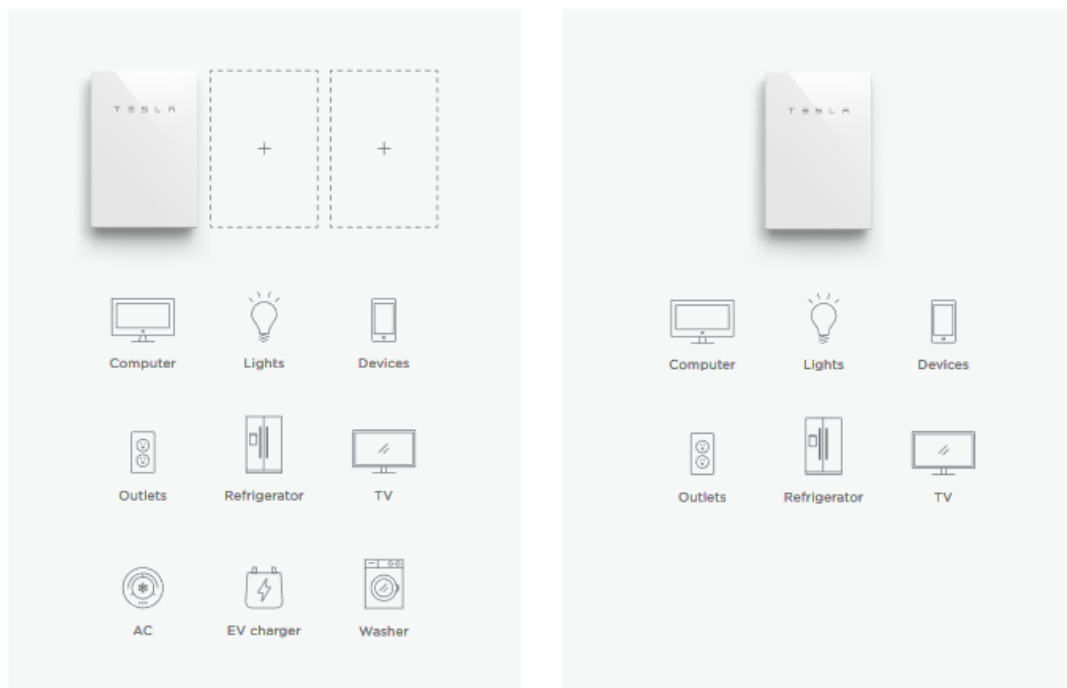 TESLA
+ +
Computer Lights Devices
Outlets Refrigerator TV
AC EV charger Washer
TESLA
Computer Lights Devices
Outlets Refrigerator TV